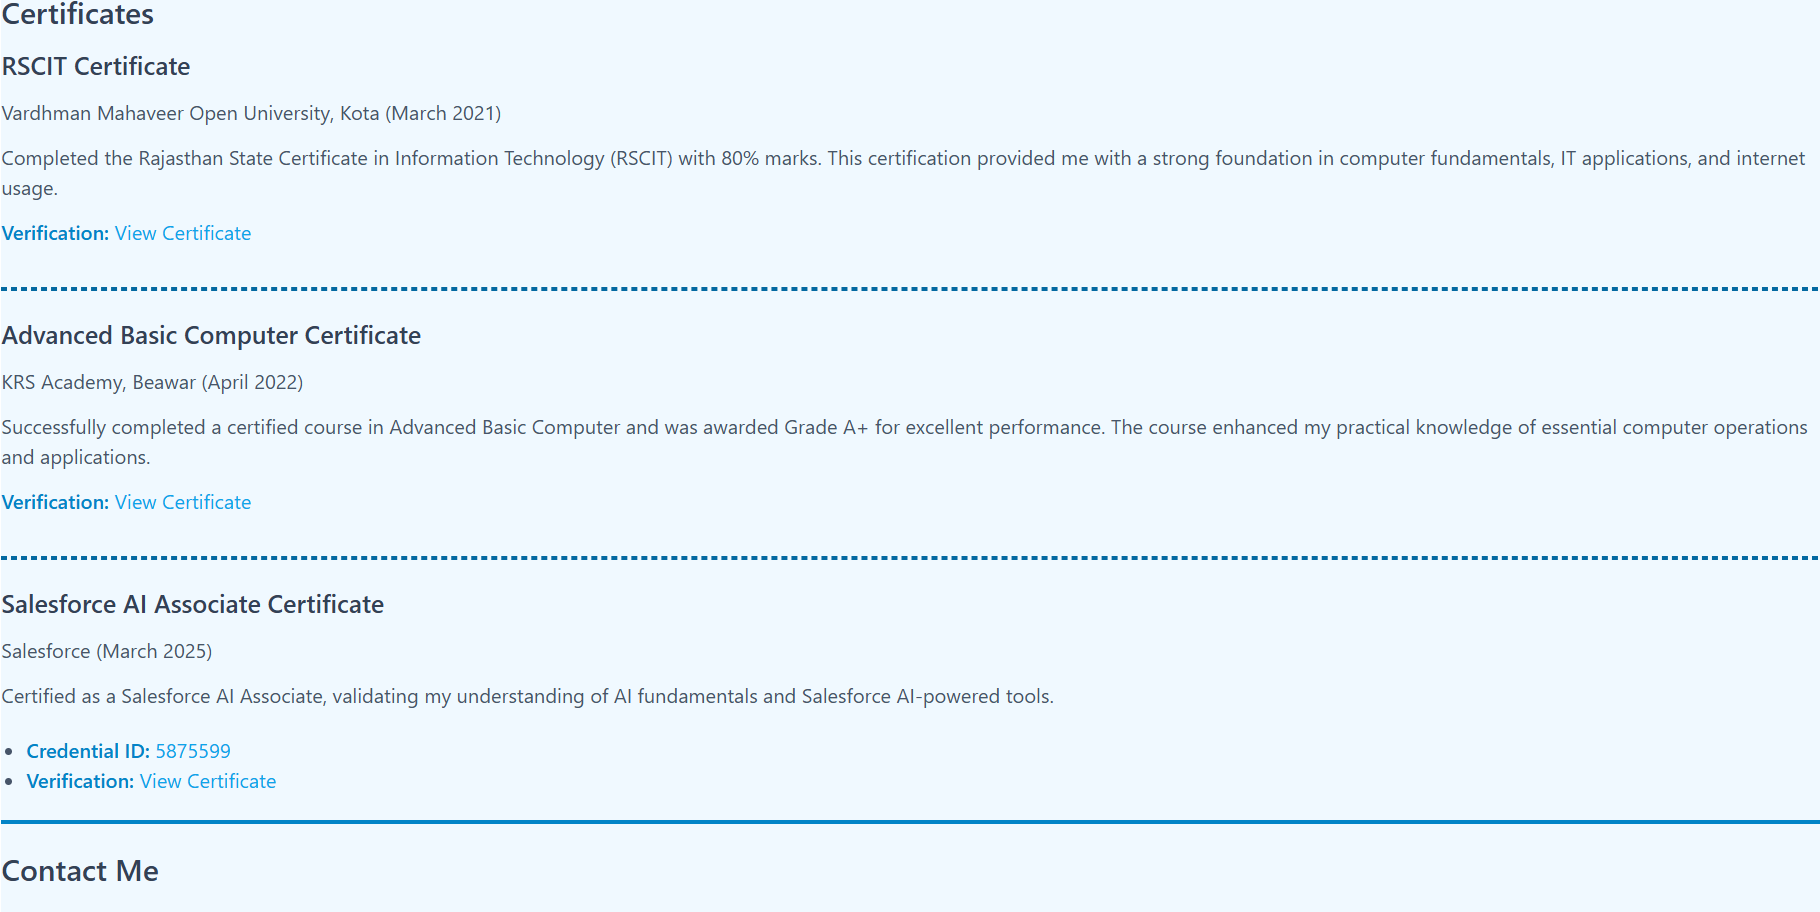 Certificates
RSCIT Certificate
Vardhman Mahaveer Open University, Kota (March 2021)
Completed the Rajasthan State Certificate in Information Technology (RSCIT) with 80% marks. This certification provided me with a strong foundation in computer fundamentals, IT applications, and internet
usage.
Verification: View Certificate
Advanced Basic Computer Certificate
KRS Academy, Beawar (April 2022)
Successfully completed a certified course in Advanced Basic Computer and was awarded Grade A+ for excellent performance. The course enhanced my practical knowledge of essential computer operations
and applications.
Verification: View Certificate
Salesforce AI Associate Certificate
Salesforce (March 2025)
Certified as a Salesforce AI Associate, validating my understanding of AI fundamentals and Salesforce AI-powered tools.
• Credential ID: 5875599
• Verification: View Certificate
Contact Me